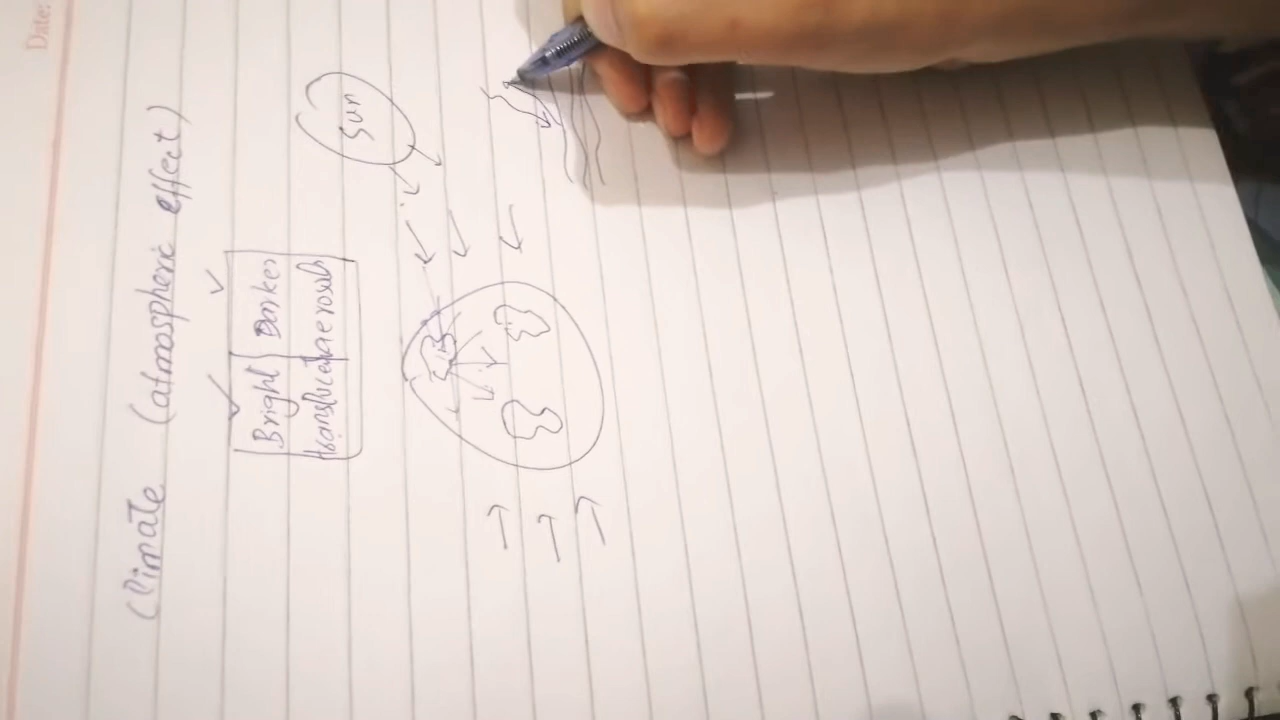 Date:
Climate (atmospheric effect)
Bright Darker
translucent aerosols
Sun